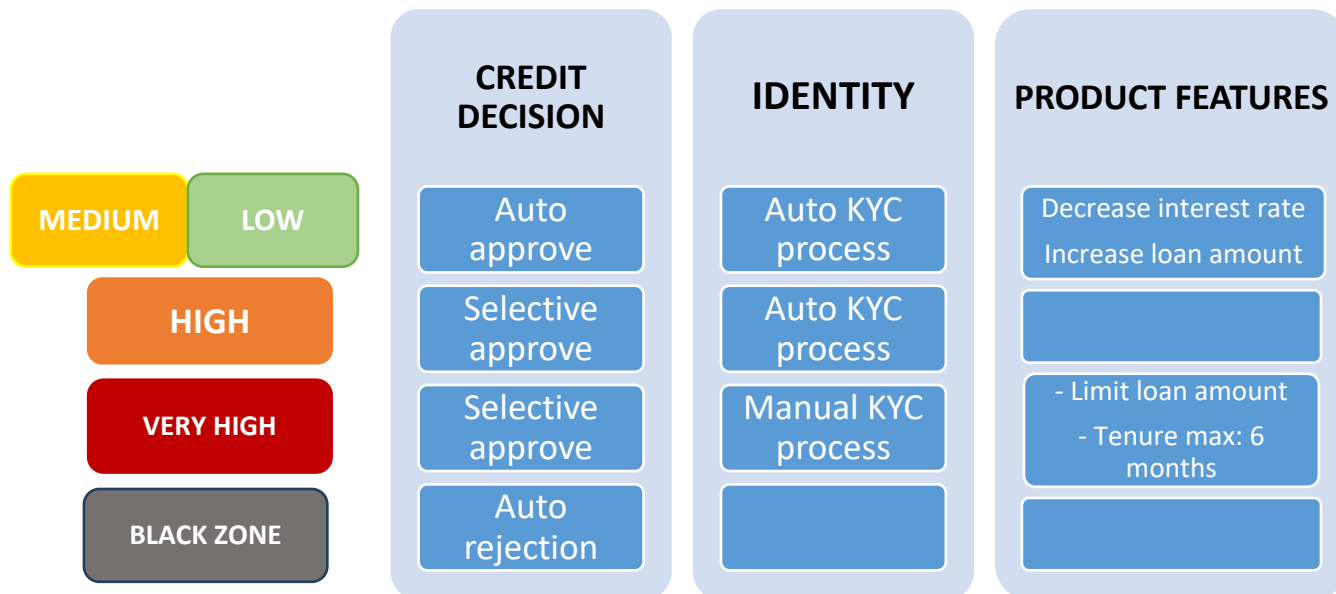 CREDIT
DECISION
IDENTITY
PRODUCT FEATURES
MEDIUM
LOW
Auto
approve
Auto KYC
process
Decrease interest rate
Increase loan amount
HIGH
Selective
approve
Auto KYC
process
VERY HIGH
Selective
approve
Manual KYC
process
- Limit loan amount
- Tenure max: 6
months
BLACK ZONE
Auto
rejection